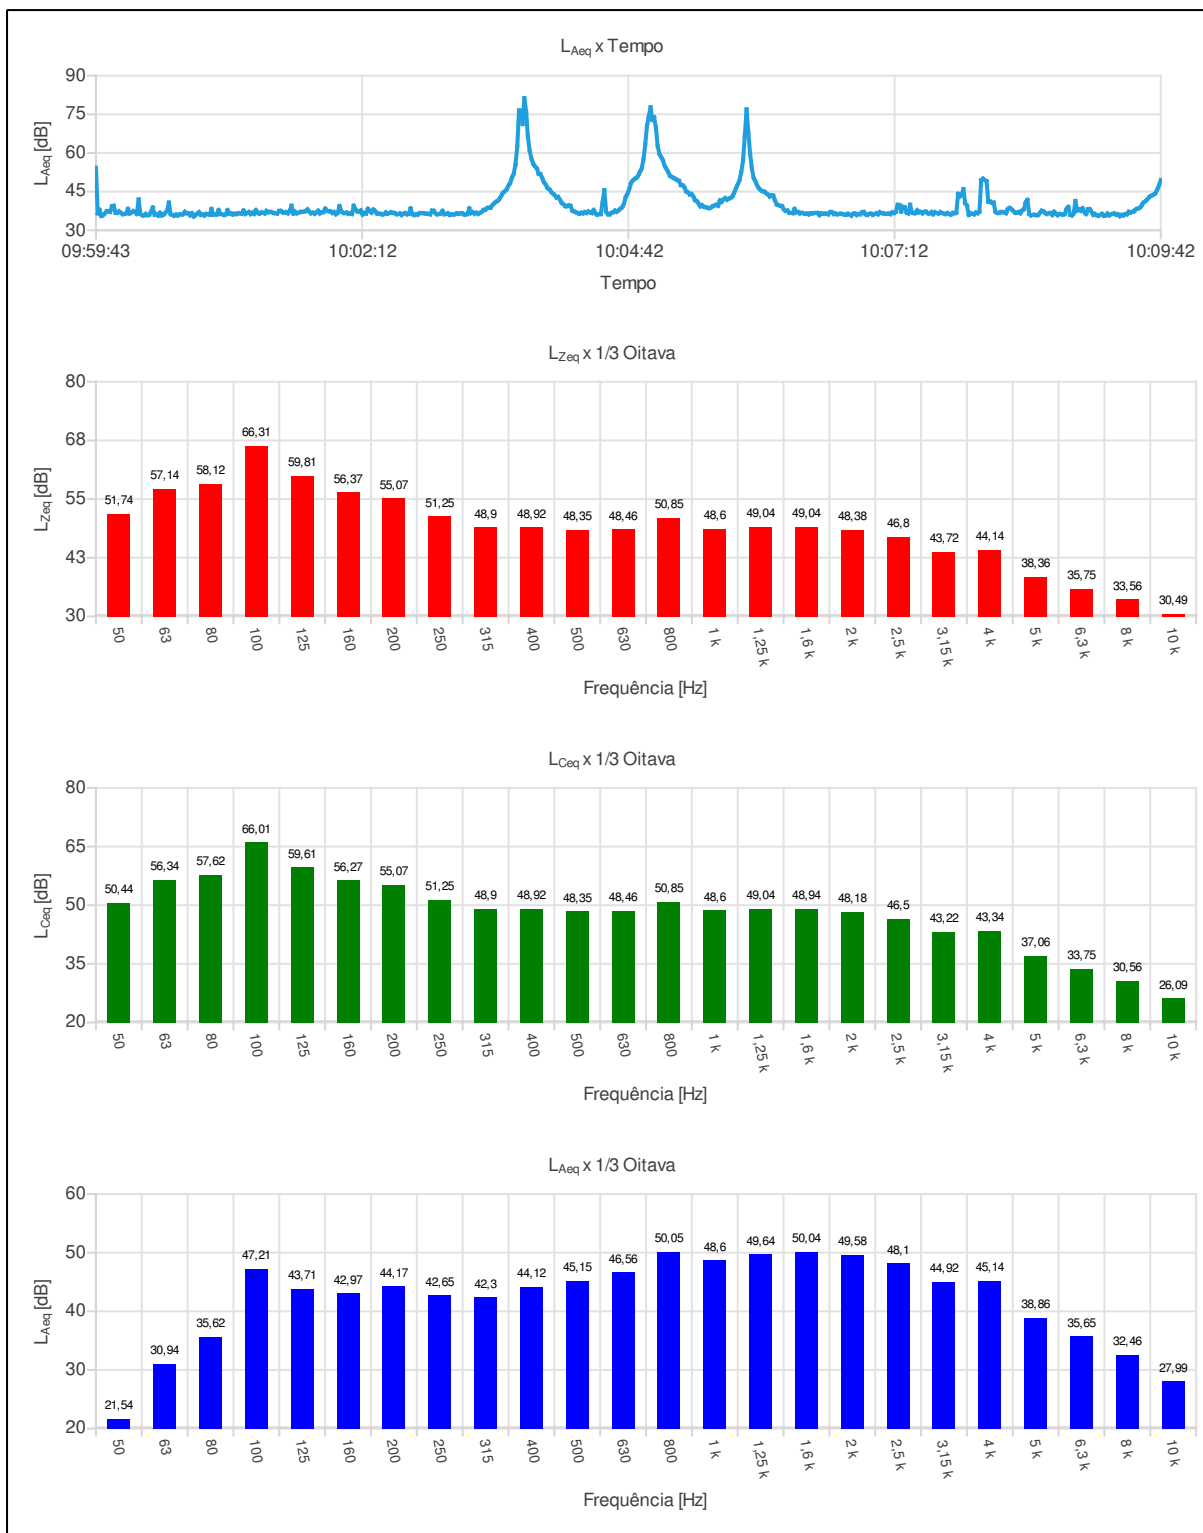 LAeq x Tempo
LAeq [dB]
90
75
60
45
30
09:59:43 10:02:12 10:04:42 10:07:12 10:09:42
Tempo
LZeq x 1/3 Oitava
LZeq [dB]
80
68
55
43
30
51,74 57,14 58,12 66,31 59,81 56,37 55,07 51,25 48,9 48,92 48,35 48,46 50,85 48,6 49,04 49,04 48,38 46,8 43,72 44,14 38,36 35,75 33,56 30,49
50 63 80 100 125 160 200 250 315 400 500 630 800 1 k 1,25 k 1,6 k 2 k 2,5 k 3,15 k 4 k 5 k 6,3 k 8 k 10 k
Frequência [Hz]
LCeq x 1/3 Oitava
LCeq [dB]
80
65
50
35
20
50,44 56,34 57,62 66,01 59,61 56,27 55,07 51,25 48,9 48,92 48,35 48,46 50,85 48,6 49,04 48,94 48,18 46,5 43,22 43,34 37,06 33,75 30,56 26,09
50 63 80 100 125 160 200 250 315 400 500 630 800 1 k 1,25 k 1,6 k 2 k 2,5 k 3,15 k 4 k 5 k 6,3 k 8 k 10 k
Frequência [Hz]
LAeq x 1/3 Oitava
LAeq [dB]
60
50
40
30
20
21,54 30,94 35,62 47,21 43,71 42,97 44,17 42,65 42,3 44,12 45,15 46,56 50,05 48,6 49,64 50,04 49,58 48,1 44,92 45,14 38,86 35,65 32,46 27,99
50 63 80 100 125 160 200 250 315 400 500 630 800 1 k 1,25 k 1,6 k 2 k 2,5 k 3,15 k 4 k 5 k 6,3 k 8 k 10 k
Frequência [Hz]